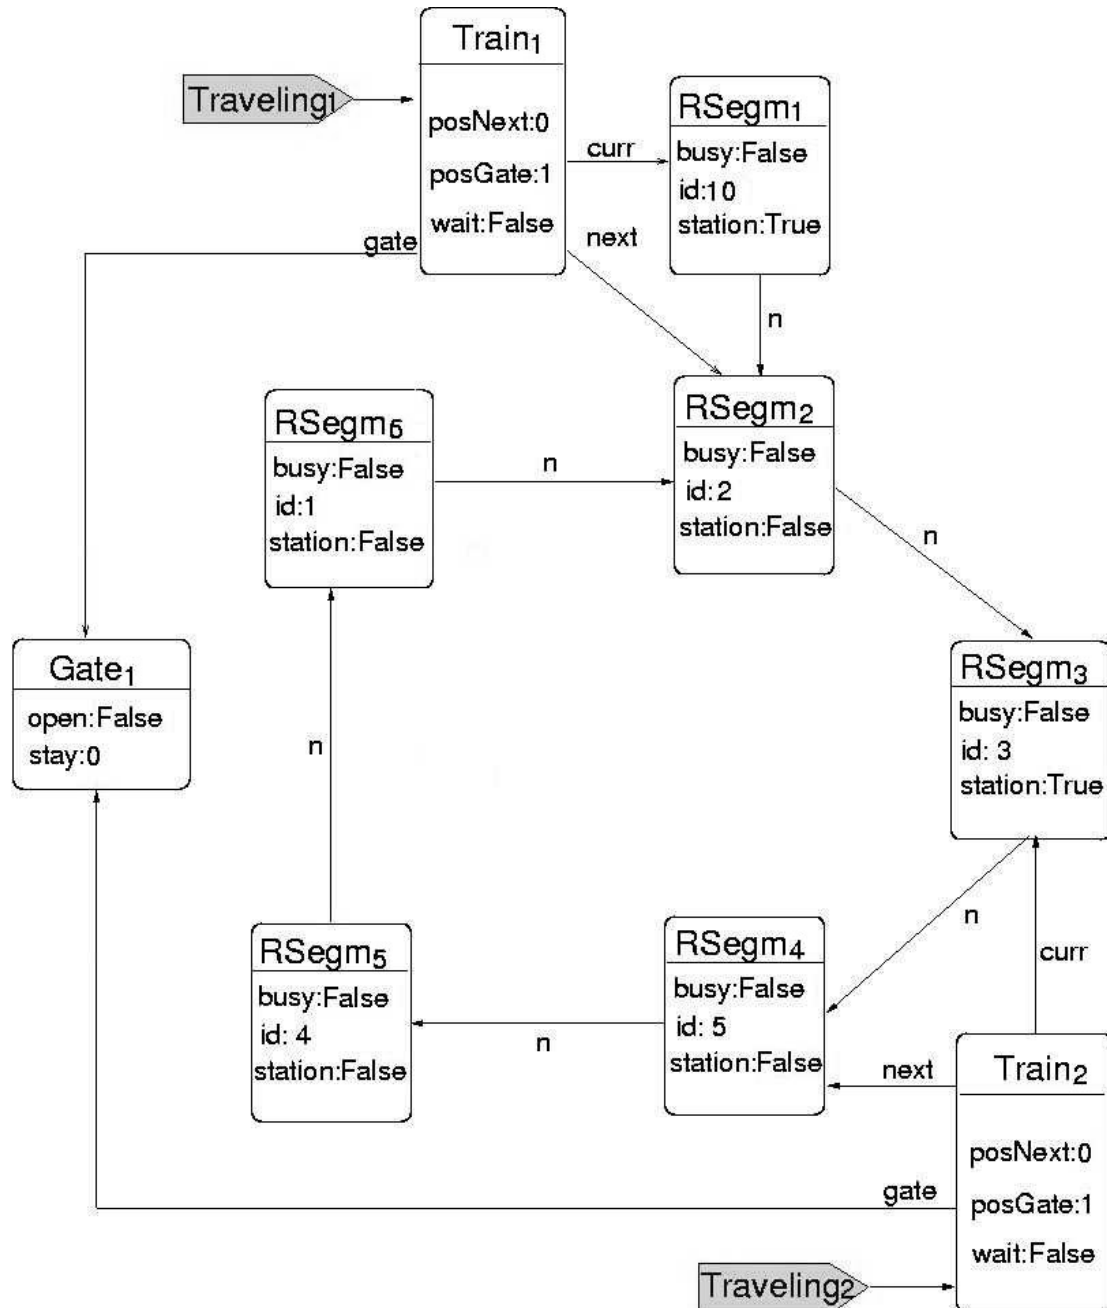 Train₁
Traveling₁
posNext:0
posGate:1
wait:False
curr
next
gate
RSegm₁
busy:False
id:10
station:True
n
RSegm₂
busy:False
id:2
station:False
RSegm₆
busy:False
id:1
station:False
n
n
Gate₁
open:False
stay:0
RSegm₃
busy:False
id: 3
station:True
n
n
curr
RSegm₅
busy:False
id: 4
station:False
n
RSegm₄
busy:False
id: 5
station:False
next
Train₂
posNext:0
posGate:1
wait:False
gate
Traveling₂